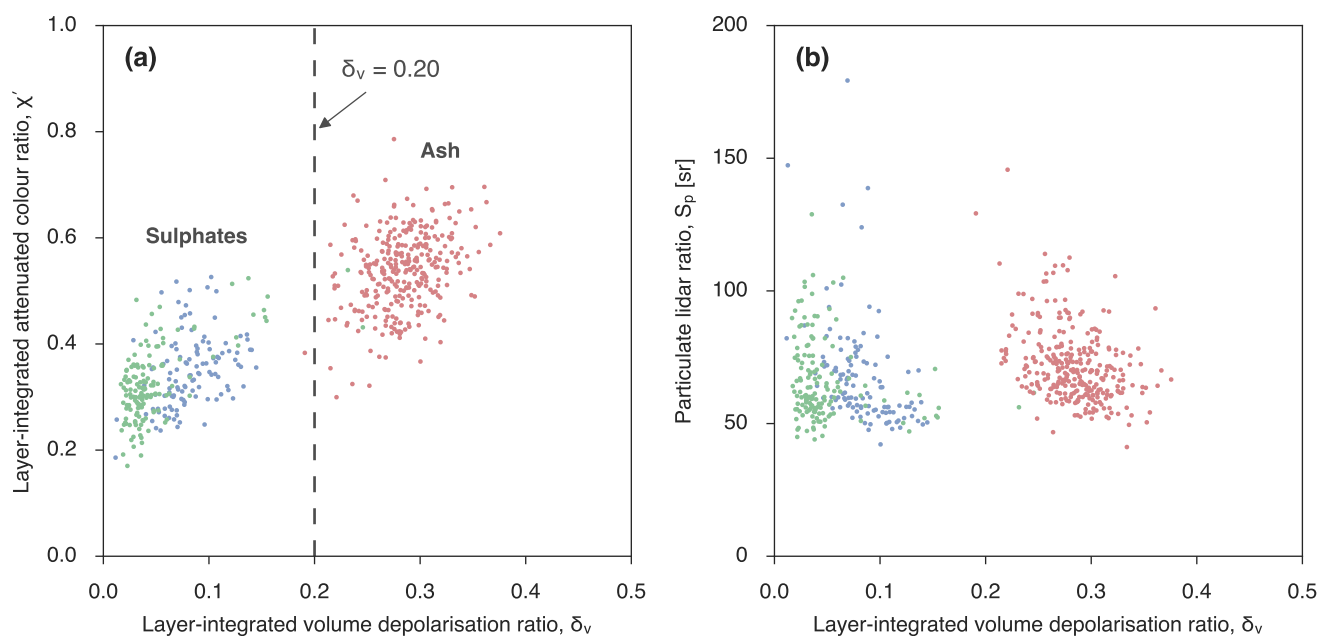 (a)
δv = 0.20
Ash
Sulphates
1.0
0.8
0.6
0.4
0.2
0.0
0.0 0.1 0.2 0.3 0.4 0.5
Layer-integrated attenuated colour ratio, χ′
Layer-integrated volume depolarisation ratio, δv
(b)
200
150
100
50
0
0.0 0.1 0.2 0.3 0.4 0.5
Particulate lidar ratio, Sp [sr]
Layer-integrated volume depolarisation ratio, δv